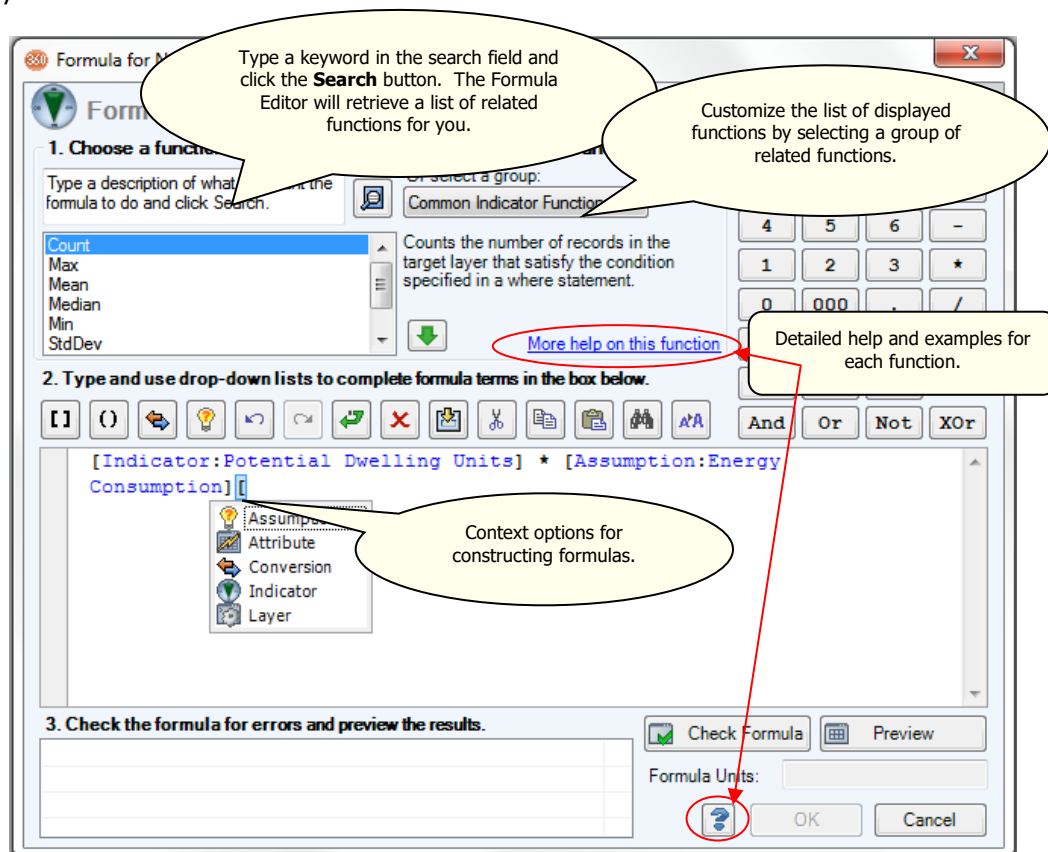 )
360 Formula for N
Type a keyword in the search field and
click the Search button. The Formula
Editor will retrieve a list of related
functions for you.
Customize the list of displayed
functions by selecting a group of
related functions.
Form
1. Choose a functi
Type a description of what
formula to do and click Search.
Or select a group:
Common Indicator Function
Count
Max
Mean
Median
Min
StdDev
Counts the number of records in the
target layer that satisfy the condition
specified in a where statement.
More help on this function
4 5 6 -
1 2 3 *
0 000 . /
Detailed help and examples for
each function.
And Or Not XOr
2. Type and use drop-down lists to complete formula terms in the box below.
[] ()
[Indicator:Potential Dwelling Units] * [Assumption:Energy
Consumption][
Assump
Attribute
Conversion
Indicator
Layer
Context options for
constructing formulas.
3. Check the formula for errors and preview the results.
Check Formula Preview
Formula Units:
? OK Cancel